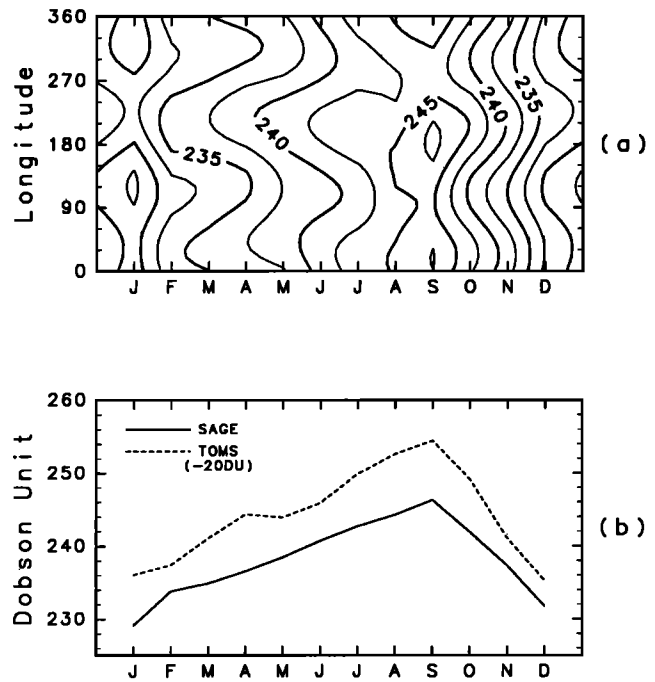 360
270
180
90
0
Longitude
235
240
245
240
235
(a)
J F M A M J J A S O N D
260
250
240
230
Dobson Unit
SAGE
TOMS
(-20DU)
(b)
J F M A M J J A S O N D